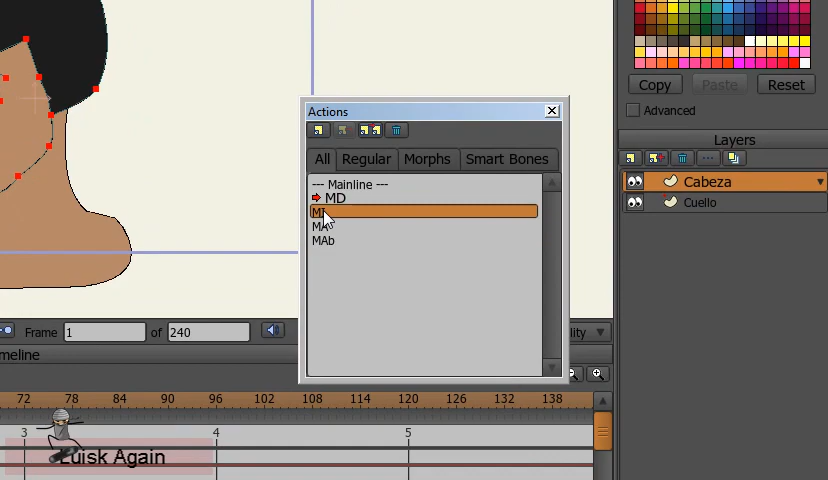 Copy Paste Reset
Advanced
Layers
Cabeza
Cuello
Actions
All Regular Morphs Smart Bones
--- Mainline ---
MD
MAb
Frame 1 of 240
72 78 84 90 96 102 108 114 120 126 132 138
3 4 5
Luisk Again